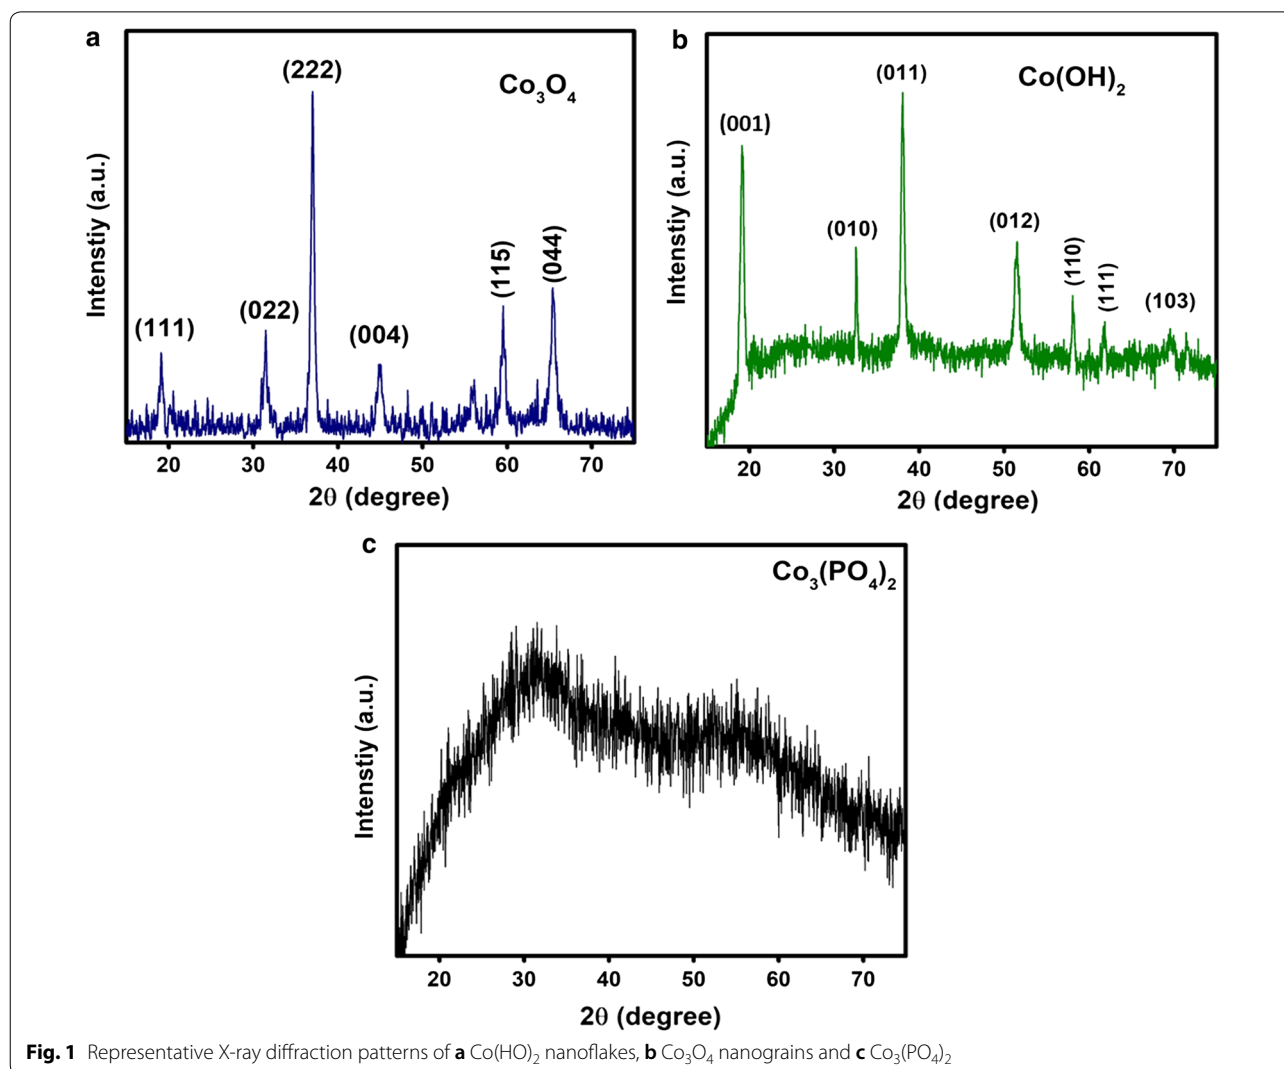 a
(222)
Co3O4
(111)
(022)
(004)
(115)
(044)
Intenstiy (a.u.)
20 30 40 50 60 70
2θ (degree)
b
(011)
Co(OH)2
(001)
(010)
(012)
(110)
(111)
(103)
Intenstiy (a.u.)
20 30 40 50 60 70
2θ (degree)
c
Co3(PO4)2
Intenstiy (a.u.)
20 30 40 50 60 70
2θ (degree)
Fig. 1 Representative X-ray diffraction patterns of a Co(HO)2 nanoflakes, b Co3O4 nanograins and c Co3(PO4)2